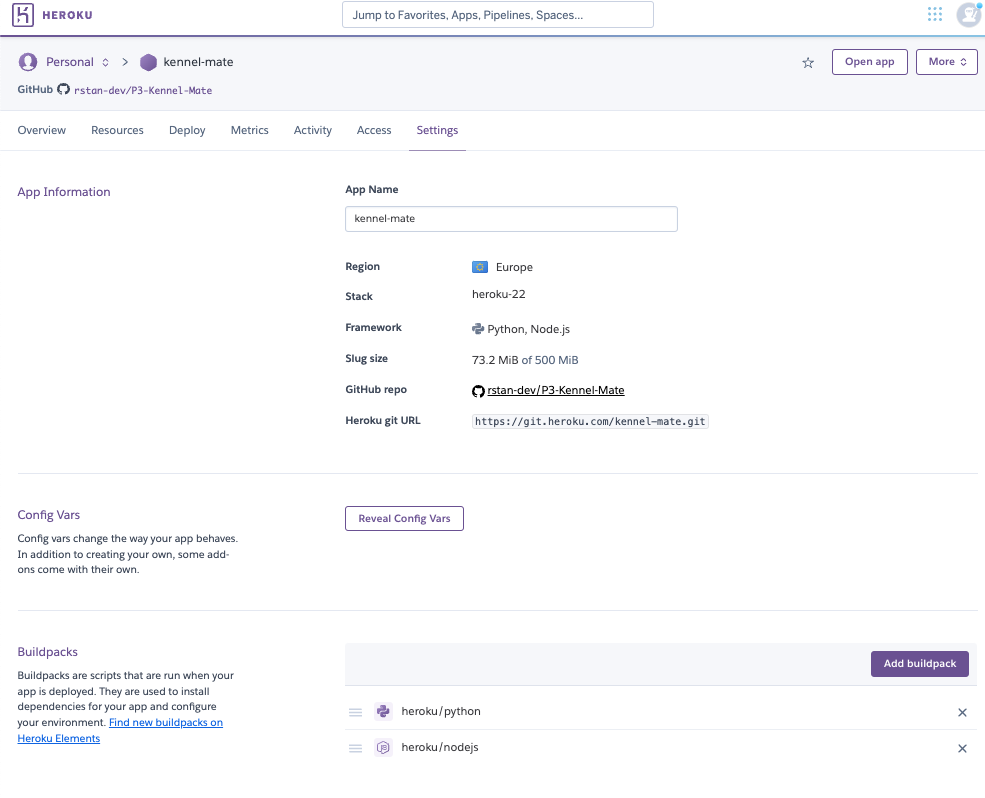 HEROKU
Jump to Favorites, Apps, Pipelines, Spaces...
Personal
kennel-mate
Open app
More
GitHub rstan-dev/P3-Kennel-Mate
Overview
Resources
Deploy
Metrics
Activity
Access
Settings
App Information
App Name
kennel-mate
Region
Europe
Stack
heroku-22
Framework
Python, Node.js
Slug size
73.2 MiB of 500 MiB
GitHub repo
rstan-dev/P3-Kennel-Mate
Heroku git URL
https://git.heroku.com/kennel-mate.git
Config Vars
Config vars change the way your app behaves.
In addition to creating your own, some add-
ons come with their own.
Reveal Config Vars
Buildpacks
Buildpacks are scripts that are run when your
app is deployed. They are used to install
dependencies for your app and configure
your environment. Find new buildpacks on
Heroku Elements
Add buildpack
heroku/python
heroku/nodejs